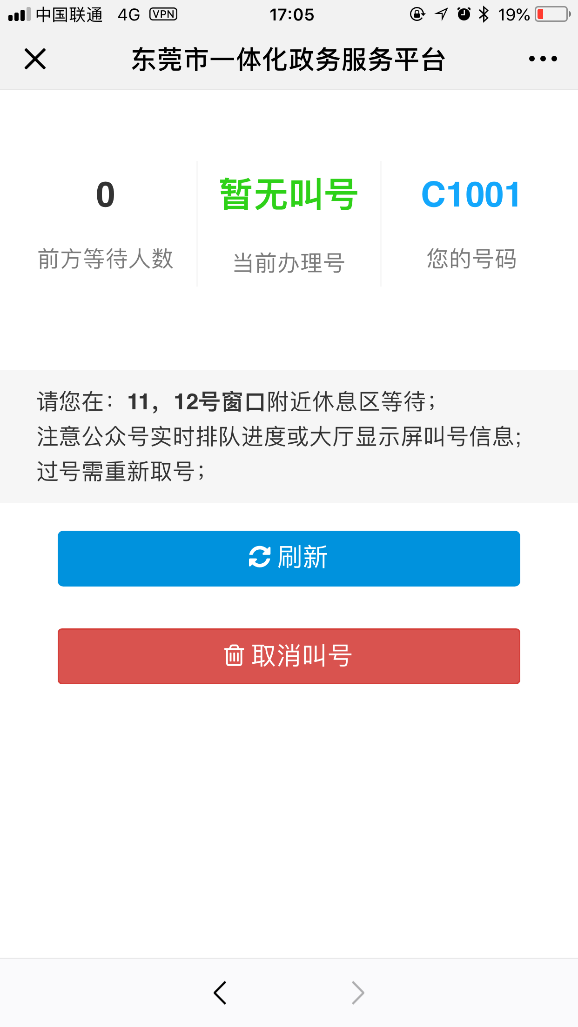 中国联通 4G VPN 17:05 19%
东莞市一体化政务服务平台
0 暂无叫号 C1001
前方等待人数 当前办理号 您的号码
请您在：11，12号窗口附近休息区等待；
注意公众号实时排队进度或大厅显示屏叫号信息;
过号需重新取号；
刷新
取消叫号